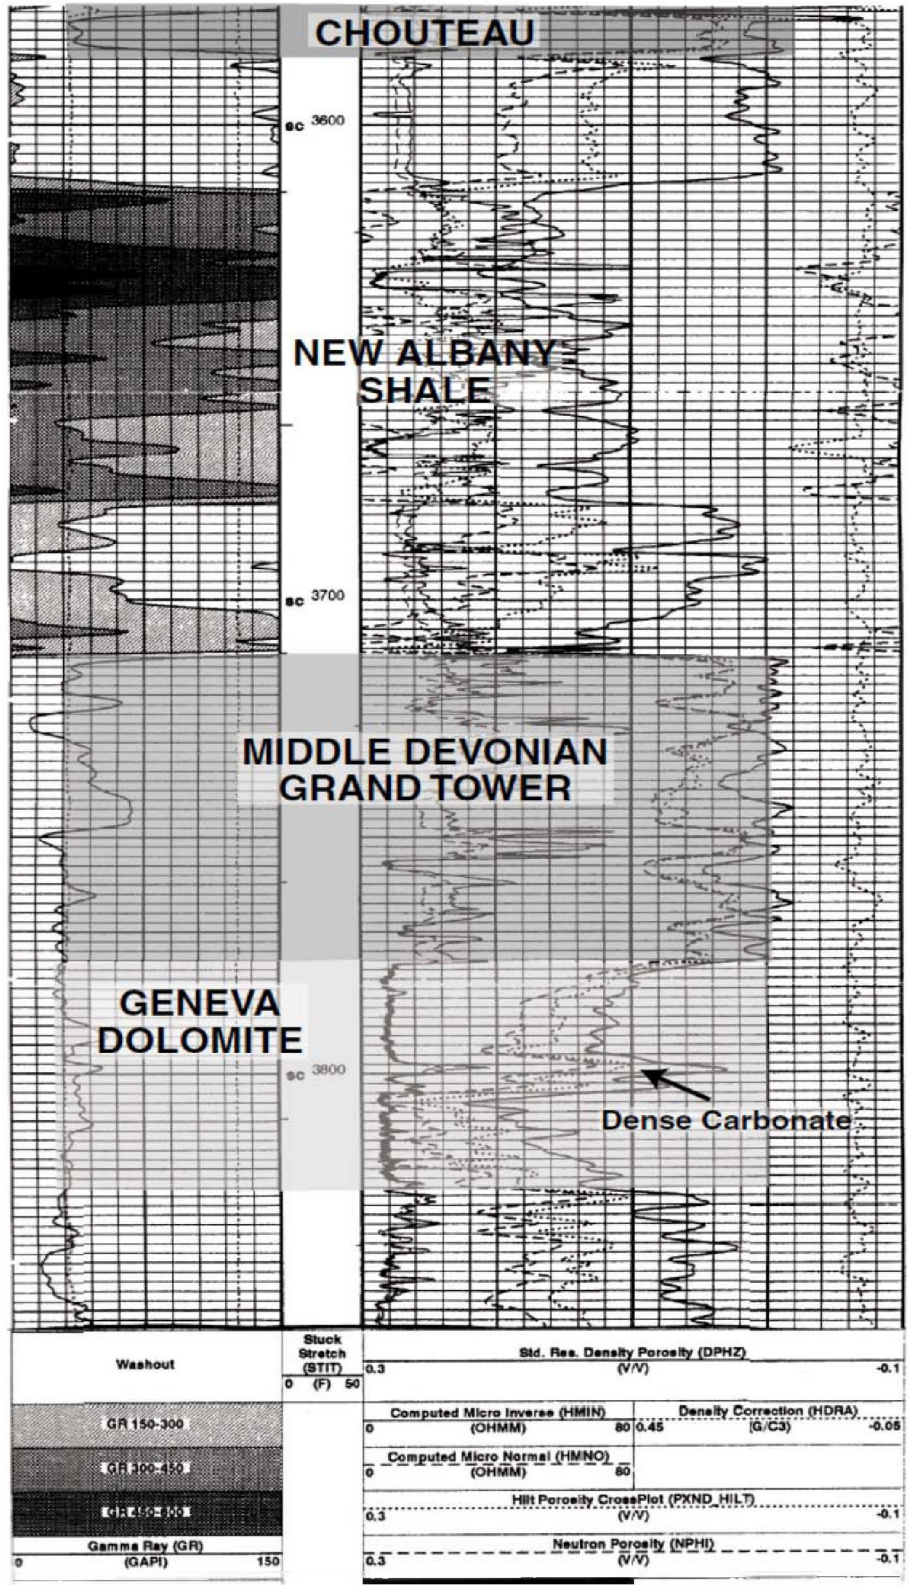 CHOUTEAU
sc 3600
NEW ALBANY
SHALE
sc 3700
MIDDLE DEVONIAN
GRAND TOWER
GENEVA
DOLOMITE
sc 3800
Dense Carbonate
Washout
Stuck
Stretch
(STIT)
0 (F) 50
Std. Res. Density Porosity (DPHZ)
0.3 (V/V) -0.1
GR 150-300
Computed Micro Inverse (HMIN)
0 (OHMM) 80
Density Correction (HDRA)
0.45 (G/C3) -0.05
GR 300-450
Computed Micro Normal (HMNO)
0 (OHMM) 80
GR 450-600
Hilt Porosity CrossPlot (PXND_HILT)
0.3 (V/V) -0.1
Gamma Ray (GR)
0 (GAPI) 150
Neutron Porosity (NPHI)
0.3 (V/V) -0.1